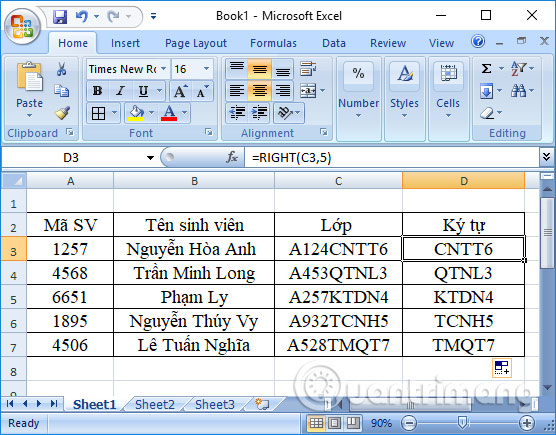 Book1 - Microsoft Excel
Home Insert Page Layout Formulas Data Review View
Paste
Times New Ro 16
B I U A A
A
% Number
A Styles
Cells
Σ A Z
Clipboard Font Alignment Editing
D3 fx =RIGHT(C3,5)
A B C D
1
2 Mã SV Tên sinh viên Lớp Ký tự
3 1257 Nguyễn Hòa Anh A124CNTT6 CNTT6
4 4568 Trần Minh Long A453QTNL3 QTNL3
5 6651 Phạm Ly A257KTDN4 KTDN4
6 1895 Nguyễn Thúy Vy A932TCNH5 TCNH5
7 4506 Lê Tuấn Nghĩa A528TMQT7 TMQT7
8
Quantrimang
Sheet1 Sheet2 Sheet3
Ready 90%